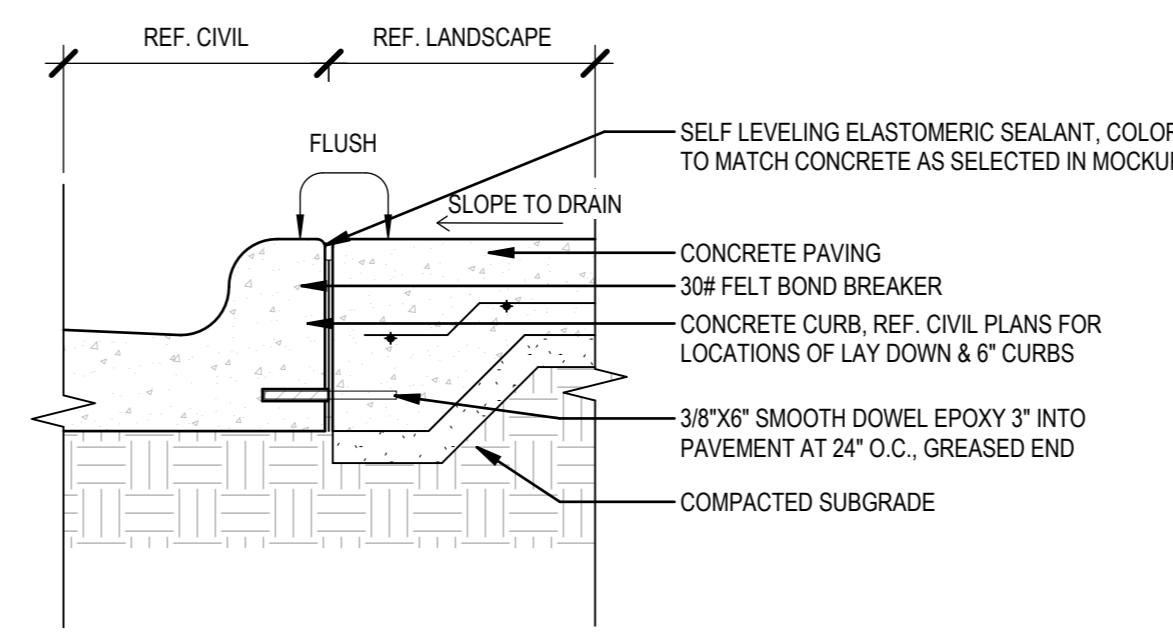 REF. CIVIL
REF. LANDSCAPE
FLUSH
SLOPE TO DRAIN
SELF LEVELING ELASTOMERIC SEALANT, COLOR
TO MATCH CONCRETE AS SELECTED IN MOCKUP
CONCRETE PAVING
30# FELT BOND BREAKER
CONCRETE CURB, REF. CIVIL PLANS FOR
LOCATIONS OF LAY DOWN & 6" CURBS
3/8"X6" SMOOTH DOWEL EPOXY 3" INTO
PAVEMENT AT 24" O.C., GREASED END
COMPACTED SUBGRADE